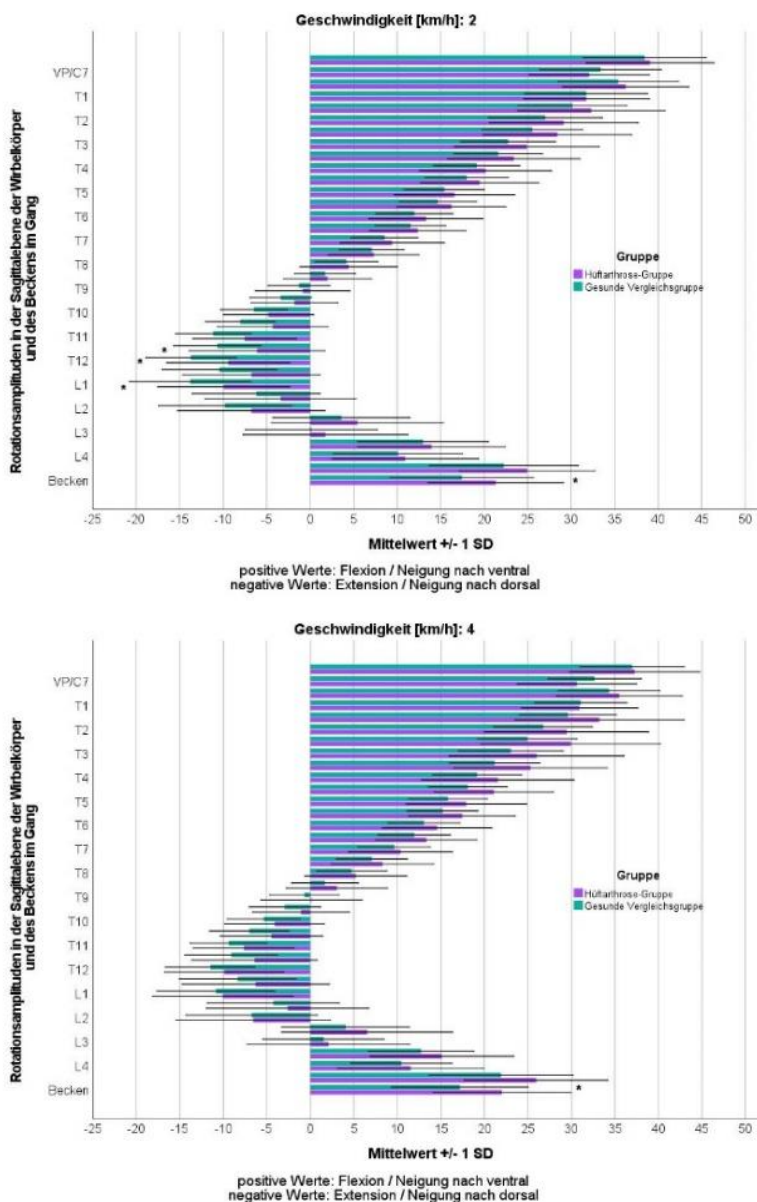 Geschwindigkeit [km/h]: 2
Rotationsamplituden in der Sagittalebene der Wirbelkörper
und des Beckens im Gang
VP/C7
T1
T2
T3
T4
T5
T6
T7
T8
T9
T10
T11
*
T12
*
L1
*
L2
L3
L4
Becken
*
Gruppe
Hüftarthrose-Gruppe
Gesunde Vergleichsgruppe
-25 -20 -15 -10 -5 0 5 10 15 20 25 30 35 40 45 50
Mittelwert +/- 1 SD
positive Werte: Flexion / Neigung nach ventral
negative Werte: Extension / Neigung nach dorsal
Geschwindigkeit [km/h]: 4
Rotationsamplituden in der Sagittalebene der Wirbelkörper
und des Beckens im Gang
VP/C7
T1
T2
T3
T4
T5
T6
T7
T8
T9
T10
T11
T12
L1
L2
L3
L4
Becken
*
Gruppe
Hüftarthrose-Gruppe
Gesunde Vergleichsgruppe
-25 -20 -15 -10 -5 0 5 10 15 20 25 30 35 40 45 50
Mittelwert +/- 1 SD
positive Werte: Flexion / Neigung nach ventral
negative Werte: Extension / Neigung nach dorsal